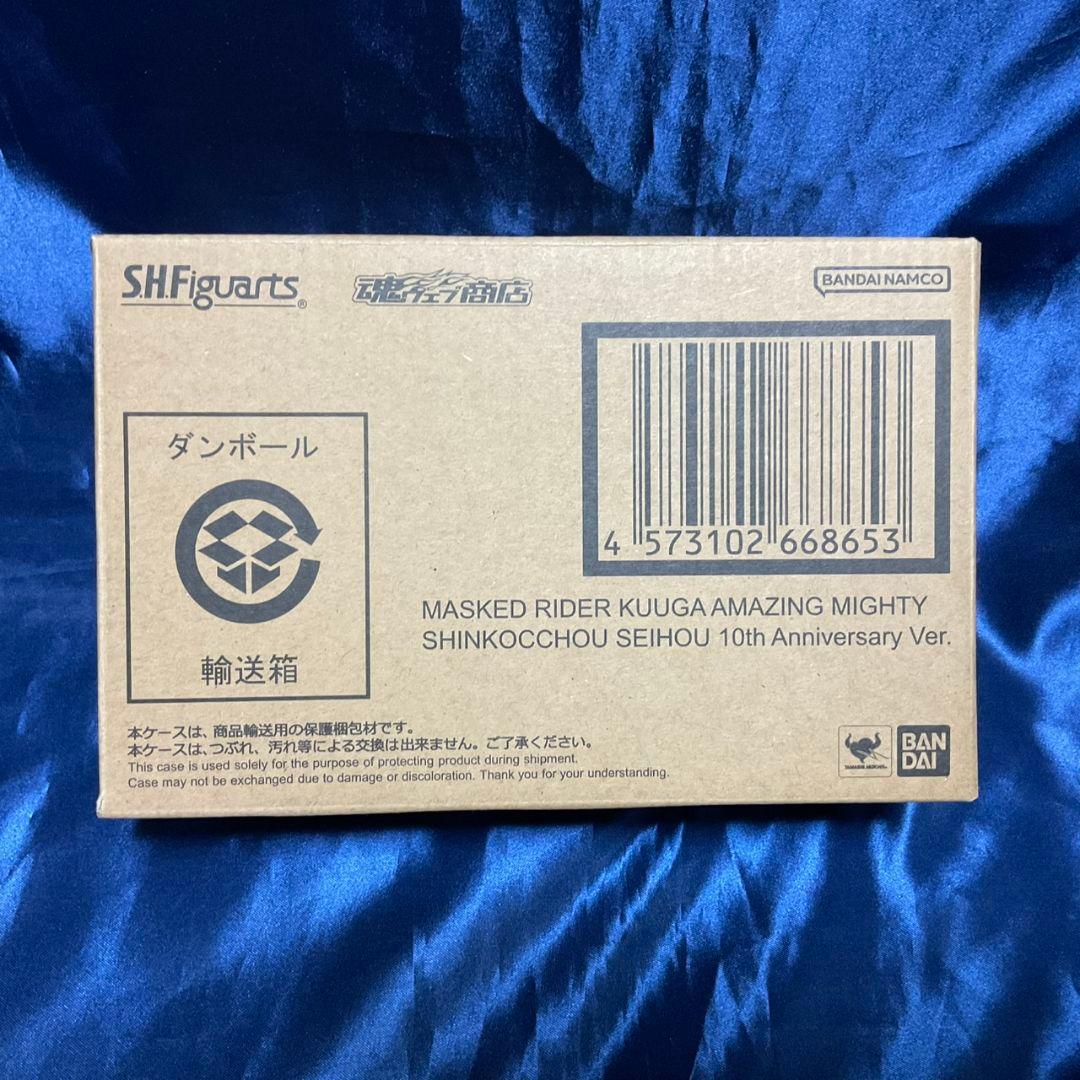 S.H.Figuarts®
魂ウェブ商店
BANDAI NAMCO
ダンボール
輸送箱
4 573102 668653
MASKED RIDER KUUGA AMAZING MIGHTY
SHINKOCCHOU SEIHOU 10th Anniversary Ver.
本ケースは、商品輸送用の保護梱包材です。
本ケースは、つぶれ、汚れ等による交換は出来ません。ご了承ください。
This case is used solely for the purpose of protecting product during shipment.
Case may not be exchanged due to damage or discoloration. Thank you for your understanding.
TAMASHII NATIONS
BAN
DAI